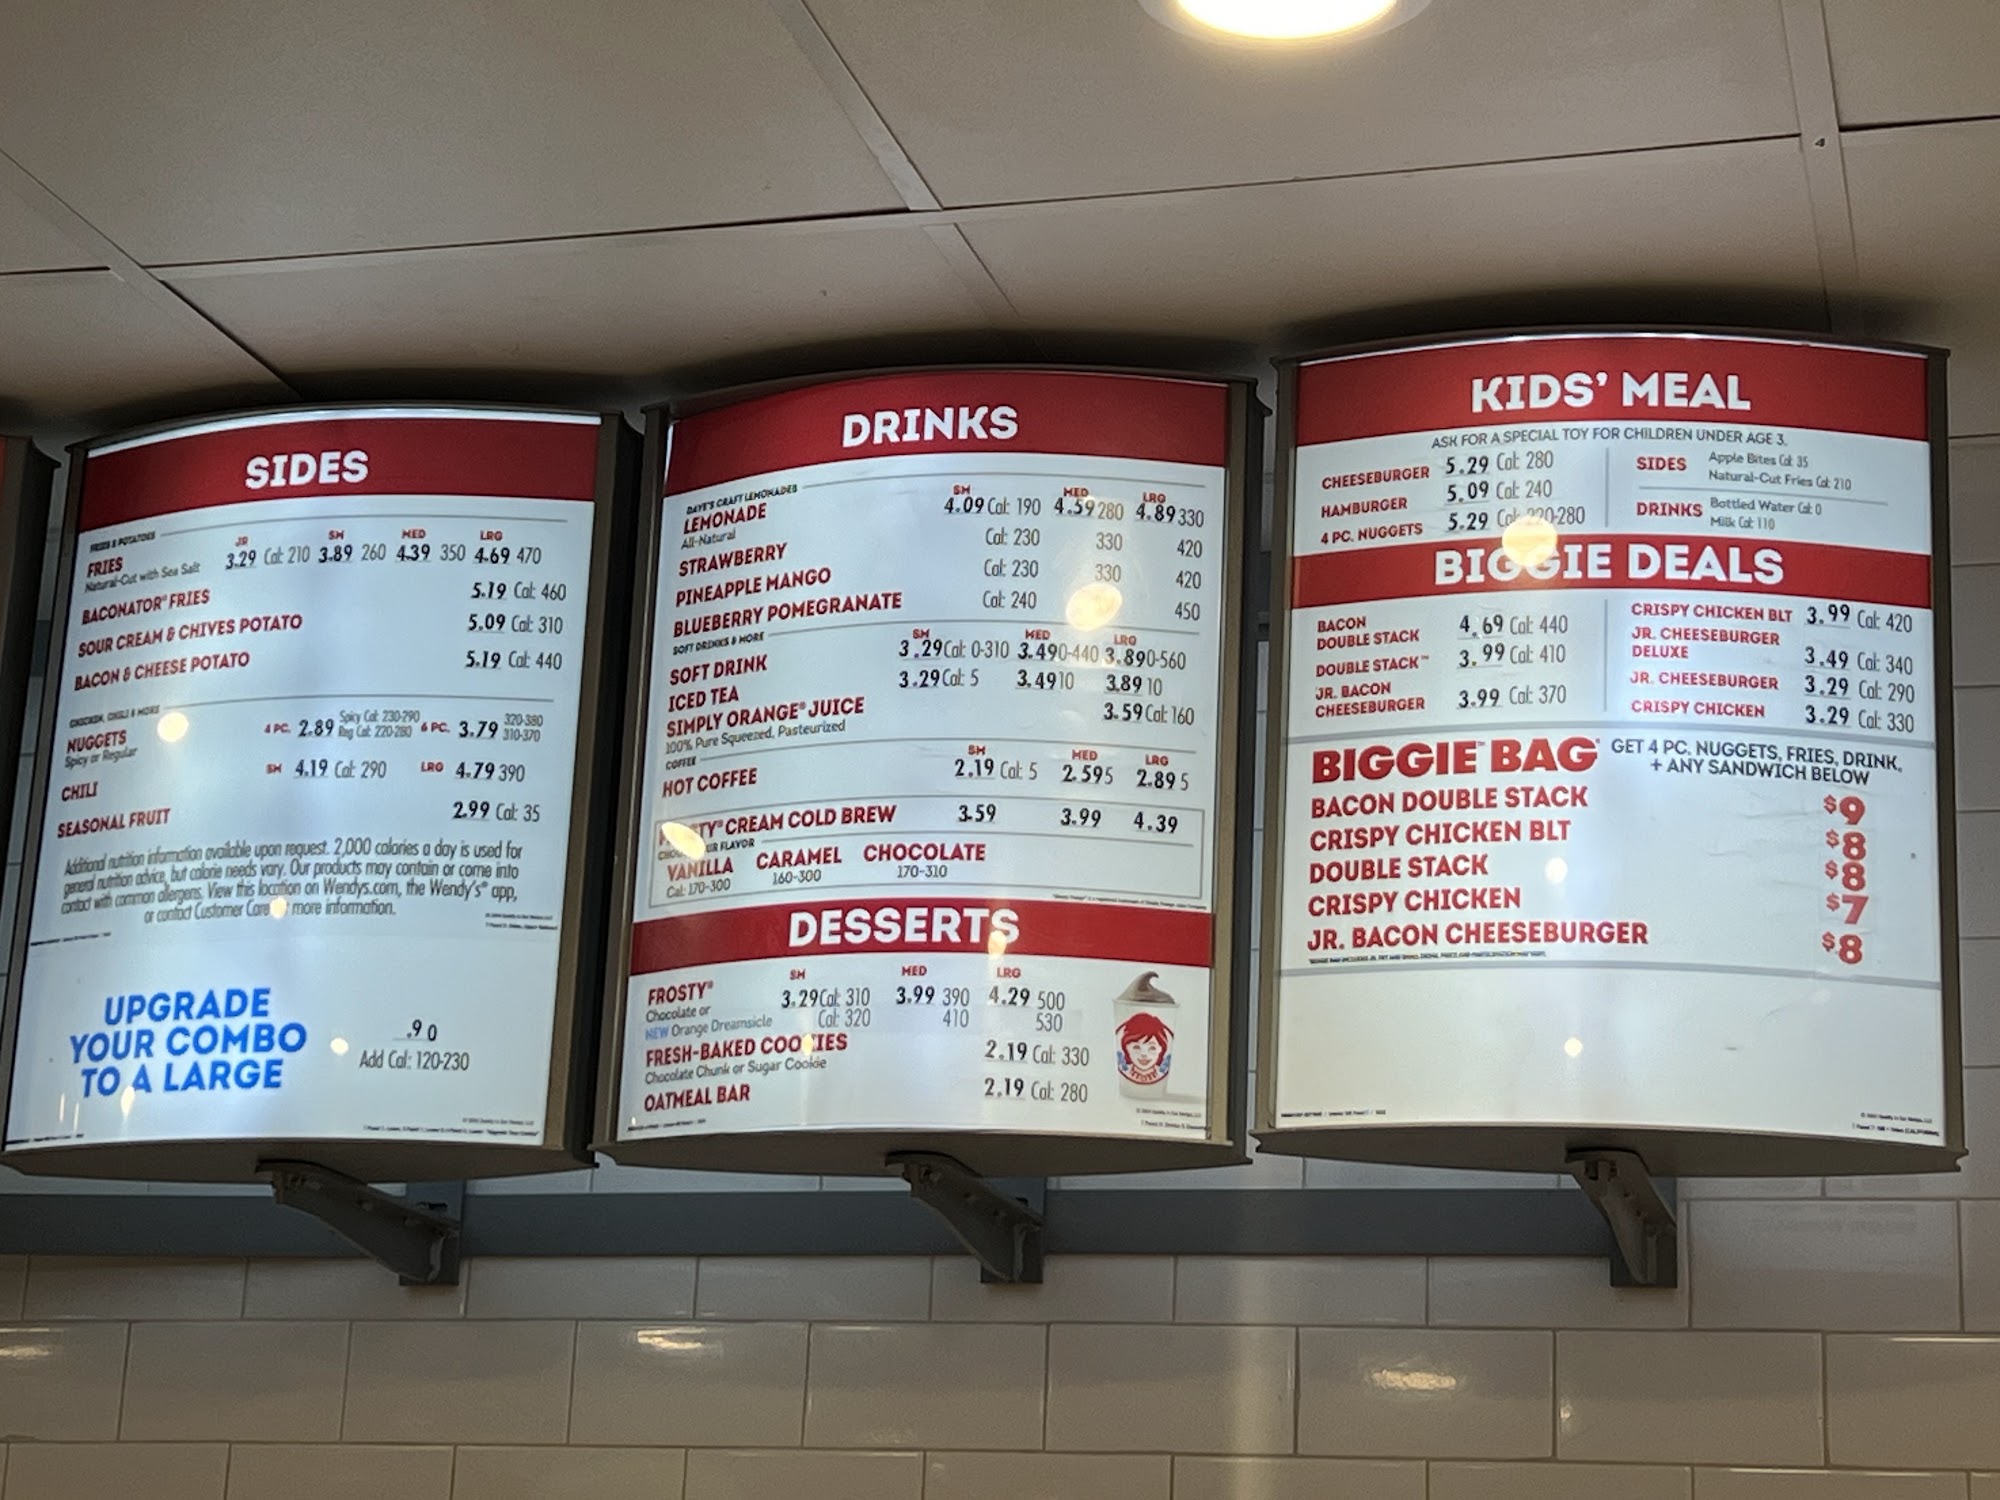 SIDES
FRIES & POTATOES
JR SM MED LRG
FRIES 3.29 Cal: 210 3.89 260 4.39 350 4.69 470
Natural-Cut with Sea Salt
BACONATOR® FRIES 5.19 Cal: 460
SOUR CREAM & CHIVES POTATO 5.09 Cal: 310
BACON & CHEESE POTATO 5.19 Cal: 440
CHICKEN, CHILI & MORE
NUGGETS 4 PC. 2.89 Spicy Cal: 230-290 6 PC. 3.79 320-380
Spicy or Regular Reg Cal: 220-280 310-370
CHILI SM 4.19 Cal: 290 LRG 4.79 390
SEASONAL FRUIT 2.99 Cal: 35
Additional nutrition information available upon request. 2,000 calories a day is used for
general nutrition advice, but calorie needs vary. Our products may contain or come into
contact with common allergens. View this location on Wendys.com, the Wendy's® app,
or contact Customer Care more information.
UPGRADE
YOUR COMBO
TO A LARGE
.90
Add Cal: 120-230
DRINKS
DAVE'S CRAFT LEMONADES
SM MED LRG
LEMONADE 4.09 Cal: 190 4.59 280 4.89 330
All-Natural
STRAWBERRY Cal: 230 330 420
PINEAPPLE MANGO Cal: 230 330 420
BLUEBERRY POMEGRANATE Cal: 240 450
SOFT DRINKS & MORE
SM MED LRG
SOFT DRINK 3.29 Cal: 0-310 3.49 0-440 3.89 0-560
ICED TEA 3.29 Cal: 5 3.49 10 3.89 10
SIMPLY ORANGE® JUICE 3.59 Cal: 160
100% Pure Squeezed, Pasteurized
COFFEE
SM MED LRG
HOT COFFEE 2.19 Cal: 5 2.59 5 2.89 5
TY® CREAM COLD BREW 3.59 3.99 4.39
FLAVOR
VANILLA CARAMEL CHOCOLATE
Cal: 170-300 160-300 170-310
DESSERTS
SM MED LRG
FROSTY® 3.29 Cal: 310 3.99 390 4.29 500
Chocolate or
NEW Orange Dreamsicle Cal: 320 410 530
FRESH-BAKED COOKIES 2.19 Cal: 330
Chocolate Chunk or Sugar Cookie
OATMEAL BAR 2.19 Cal: 280
KIDS' MEAL
ASK FOR A SPECIAL TOY FOR CHILDREN UNDER AGE 3.
CHEESEBURGER 5.29 Cal: 280
HAMBURGER 5.09 Cal: 240
4 PC. NUGGETS 5.29 Cal: 220-280
SIDES Apple Bites Cal: 35
Natural-Cut Fries Cal: 210
DRINKS Bottled Water Cal: 0
Milk Cal: 110
BIGGIE DEALS
BACON
DOUBLE STACK 4.69 Cal: 440
DOUBLE STACK™ 3.99 Cal: 410
JR. BACON
CHEESEBURGER 3.99 Cal: 370
CRISPY CHICKEN BLT 3.99 Cal: 420
JR. CHEESEBURGER
DELUXE 3.49 Cal: 340
JR. CHEESEBURGER 3.29 Cal: 290
CRISPY CHICKEN 3.29 Cal: 330
BIGGIE™ BAG® GET 4 PC. NUGGETS, FRIES, DRINK,
+ ANY SANDWICH BELOW
BACON DOUBLE STACK $9
CRISPY CHICKEN BLT $8
DOUBLE STACK $8
CRISPY CHICKEN $7
JR. BACON CHEESEBURGER $8
4